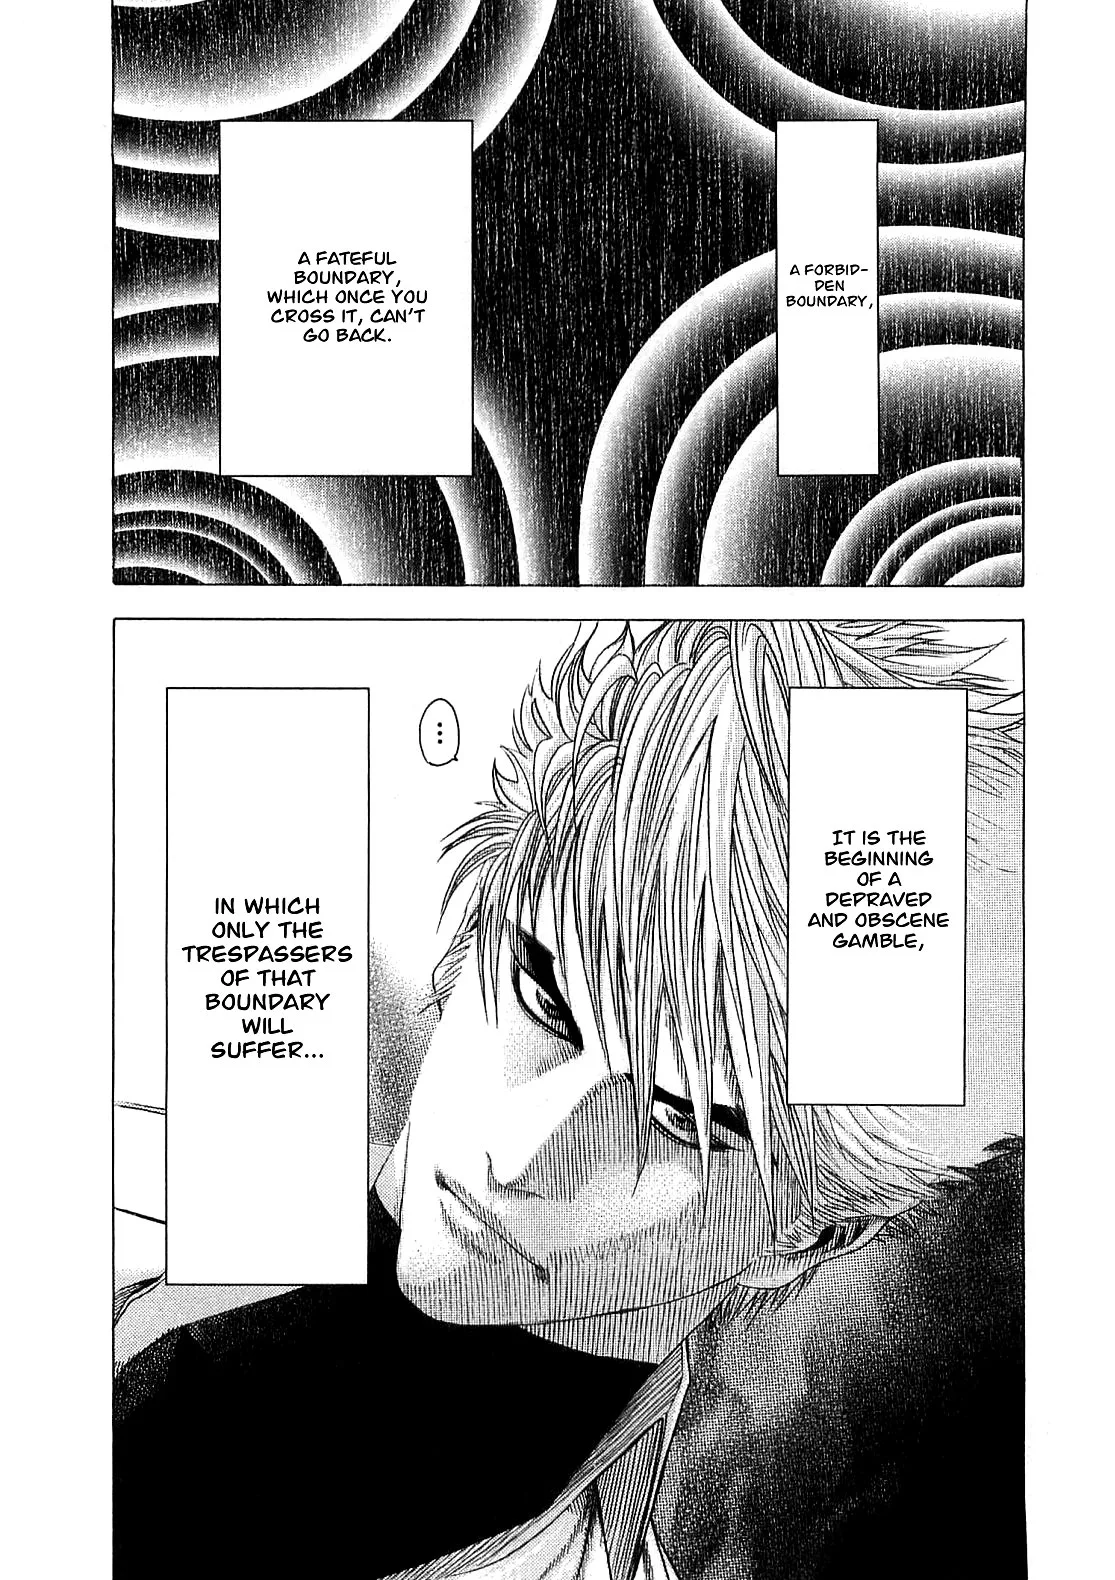 A FORBID-
DEN
BOUNDARY,
A FATEFUL
BOUNDARY,
WHICH ONCE YOU
CROSS IT, CAN'T
GO BACK.
IT IS THE
BEGINNING
OF A
DEPRAVED
AND OBSCENE
GAMBLE,
...
IN WHICH
ONLY THE
TRESPASSERS
OF THAT
BOUNDARY
WILL
SUFFER...